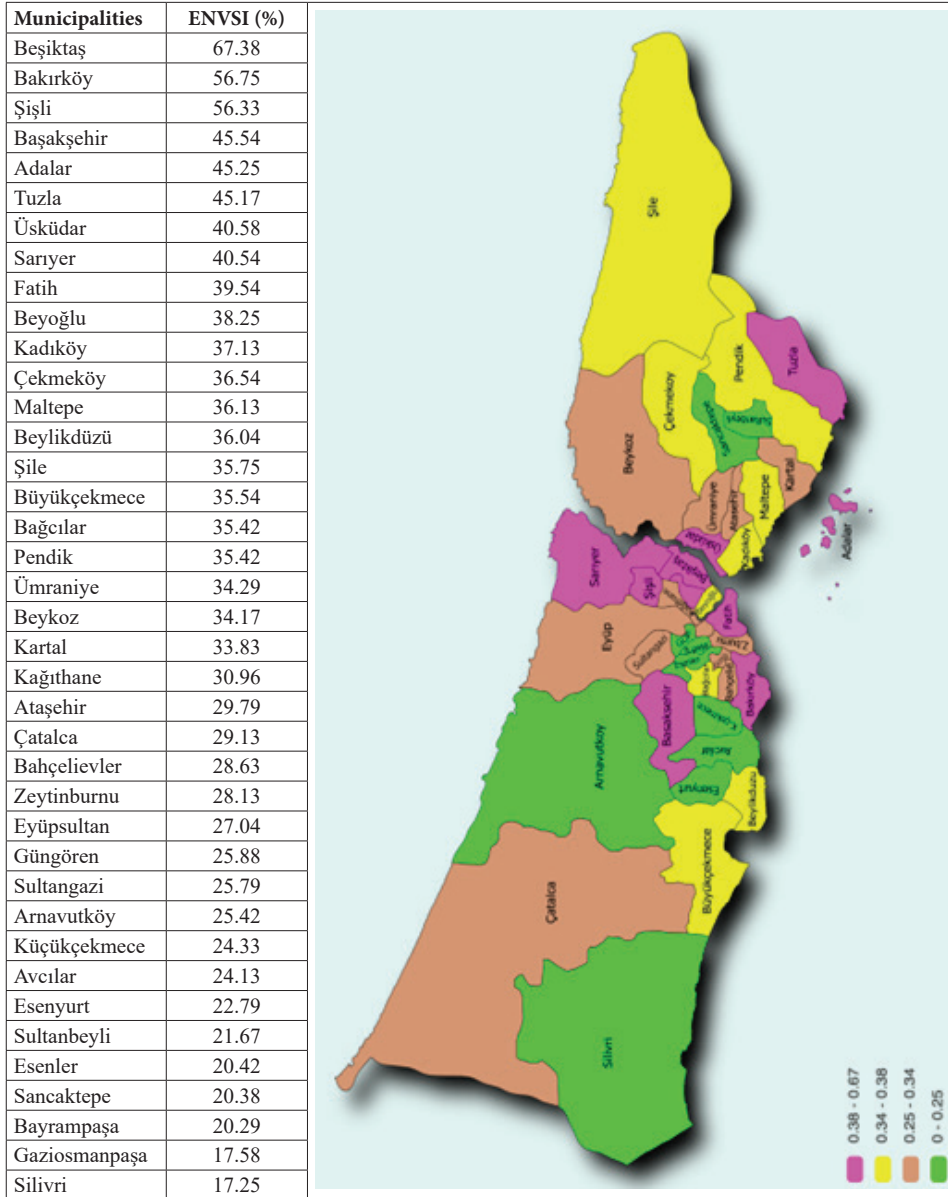 Municipalities ENVSI (%)
Beşiktaş 67.38
Bakırköy 56.75
Şişli 56.33
Başakşehir 45.54
Adalar 45.25
Tuzla 45.17
Üsküdar 40.58
Sarıyer 40.54
Fatih 39.54
Beyoğlu 38.25
Kadıköy 37.13
Çekmeköy 36.54
Maltepe 36.13
Beylikdüzü 36.04
Şile 35.75
Büyükçekmece 35.54
Bağcılar 35.42
Pendik 35.42
Ümraniye 34.29
Beykoz 34.17
Kartal 33.83
Kağıthane 30.96
Ataşehir 29.79
Çatalca 29.13
Bahçelievler 28.63
Zeytinburnu 28.13
Eyüpsultan 27.04
Güngören 25.88
Sultangazi 25.79
Arnavutköy 25.42
Küçükçekmece 24.33
Avcılar 24.13
Esenyurt 22.79
Sultanbeyli 21.67
Esenler 20.42
Sancaktepe 20.38
Bayrampaşa 20.29
Gaziosmanpaşa 17.58
Silivri 17.25
Silivri
Çatalca
Büyükçekmece
Arnavutköy
Beylikdüzü
Esenyurt
Avcılar
K.çekmece
Başakşehir
Bakırköy
Eyüp
Fatih
Sarıyer
Şişli
Beşiktaş
Üsküdar
Kadıköy
Beykoz
Ümraniye
Ataşehir
Maltepe
Kartal
Adalar
Çekmeköy
Sancaktepe
Sultanbeyli
Pendik
Tuzla
Şile
0.38 - 0.67
0.34 - 0.38
0.25 - 0.34
0 - 0.25